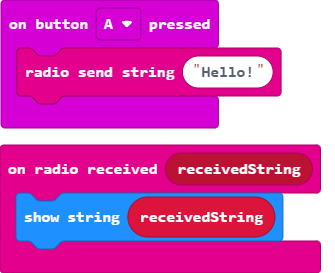 on button A pressed
radio send string "Hello!"
on radio received receivedString
show string receivedString